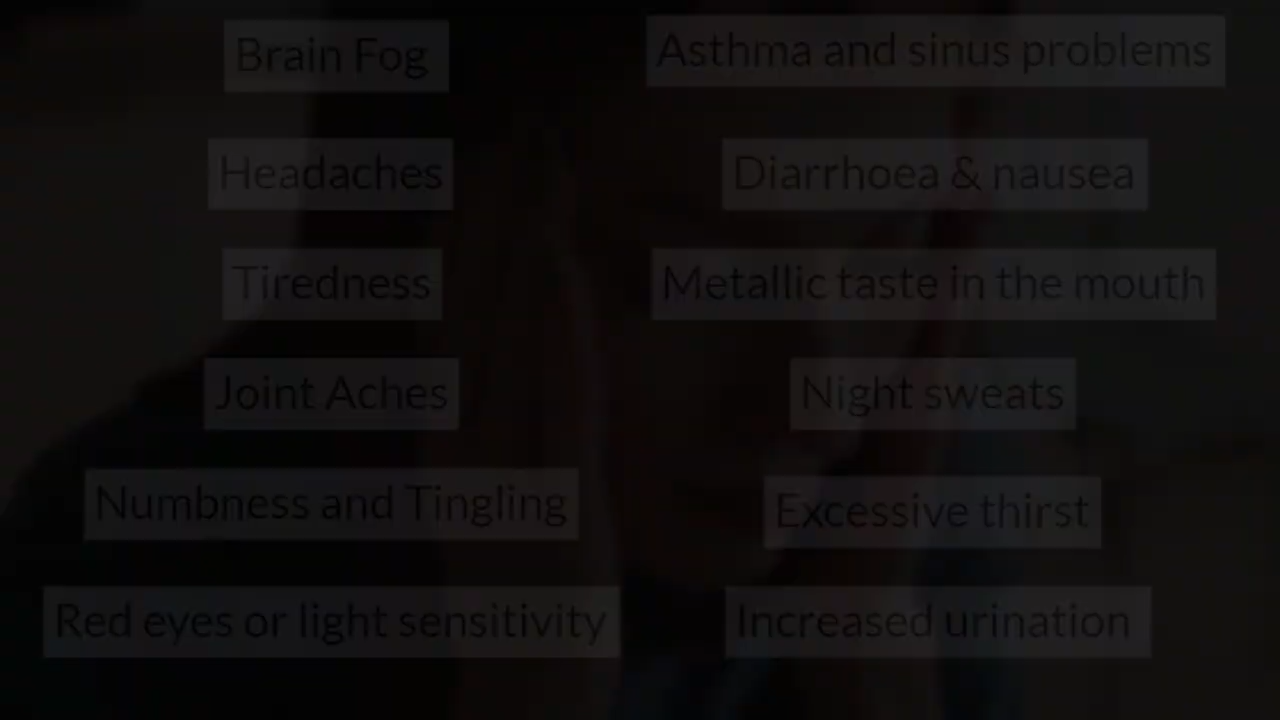 Brain Fog
Headaches
Tiredness
Joint Aches
Numbness and Tingling
Red eyes or light sensitivity
Asthma and sinus problems
Diarrhoea & nausea
Metallic taste in the mouth
Night sweats
Excessive thirst
Increased urination